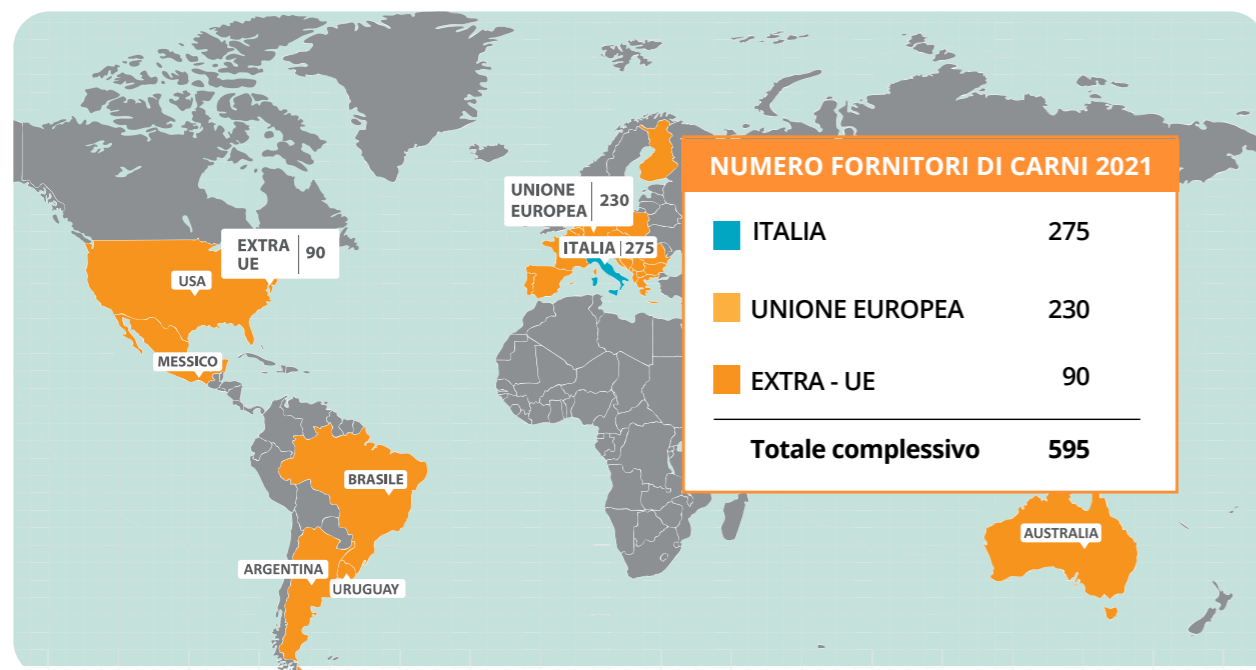 UNIONE
EUROPEA 230
NUMERO FORNITORI DI CARNI 2021
EXTRA
UE 90
ITALIA 275
ITALIA 275
USA
UNIONE EUROPEA 230
MESSICO
EXTRA - UE 90
Totale complessivo 595
BRASILE
AUSTRALIA
ARGENTINA
URUGUAY